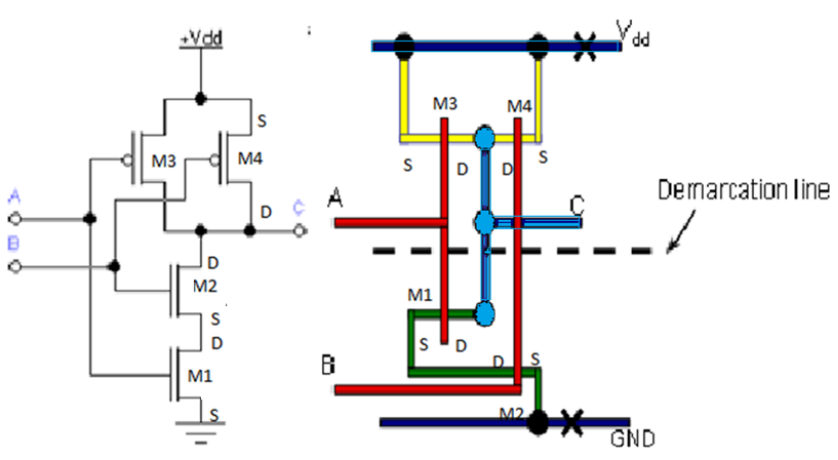 +Vdd
S
M3
M4
A
D
C
B
D
M2
S
D
M1
S
Vdd
M3
M4
S
D
D
S
A
C
Demarcation line
M1
S
D
B
D
S
M2
GND